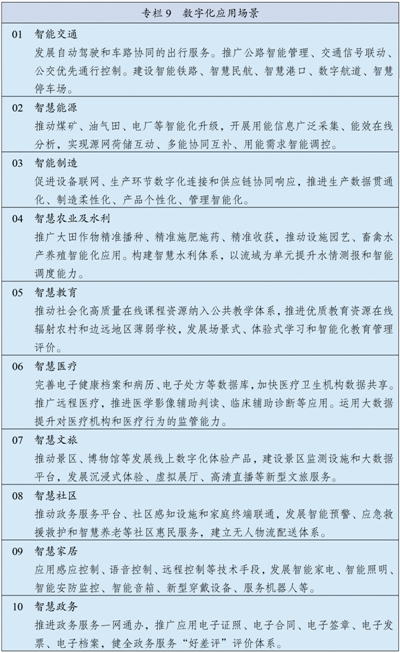 专栏9 数字化应用场景
01 智能交通
发展自动驾驶和车路协同的出行服务。推广公路智能管理、交通信号联动、
公交优先通行控制。建设智能铁路、智慧民航、智慧港口、数字航道、智慧
停车场。
02 智慧能源
推动煤矿、油气田、电厂等智能化升级，开展用能信息广泛采集、能效在线
分析，实现源网荷储互动、多能协同互补、用能需求智能调控。
03 智能制造
促进设备联网、生产环节数字化连接和供应链协同响应，推进生产数据贯通
化、制造柔性化、产品个性化、管理智能化。
04 智慧农业及水利
推广大田作物精准播种、精准施肥施药、精准收获，推动设施园艺、畜禽水
产养殖智能化应用。构建智慧水利体系，以流域为单元提升水情测报和智能
调度能力。
05 智慧教育
推动社会化高质量在线课程资源纳入公共教学体系，推进优质教育资源在线
辐射农村和边远地区薄弱学校，发展场景式、体验式学习和智能化教育管理
评价。
06 智慧医疗
完善电子健康档案和病历、电子处方等数据库，加快医疗卫生机构数据共享。
推广远程医疗，推进医学影像辅助判读、临床辅助诊断等应用。运用大数据
提升对医疗机构和医疗行为的监管能力。
07 智慧文旅
推动景区、博物馆等发展线上数字化体验产品，建设景区监测设施和大数据
平台，发展沉浸式体验、虚拟展厅、高清直播等新型文旅服务。
08 智慧社区
推动政务服务平台、社区感知设施和家庭终端联通，发展智能预警、应急救
援救护和智慧养老等社区惠民服务，建立无人物流配送体系。
09 智慧家居
应用感应控制、语音控制、远程控制等技术手段，发展智能家电、智能照明、
智能安防监控、智能音箱、新型穿戴设备、服务机器人等。
10 智慧政务
推进政务服务一网通办，推广应用电子证照、电子合同、电子签章、电子发
票、电子档案，健全政务服务“好差评”评价体系。